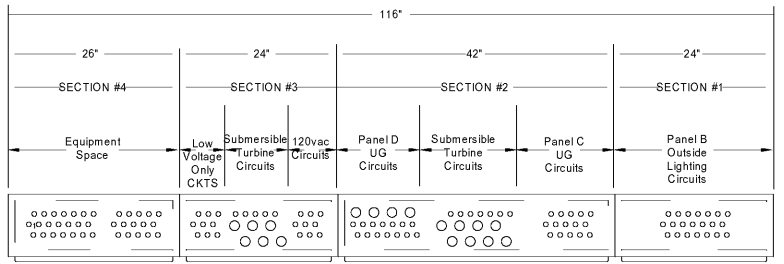 116"
26"
24"
42"
24"
SECTION #4
SECTION #3
SECTION #2
SECTION #1
Equipment
Space
Low
Voltage
Only
CKTS
Submersible
Turbine
Circuits
120vac
Circuits
Panel D
UG
Circuits
Submersible
Turbine
Circuits
Panel C
UG
Circuits
Panel B
Outside
Lighting
Circuits